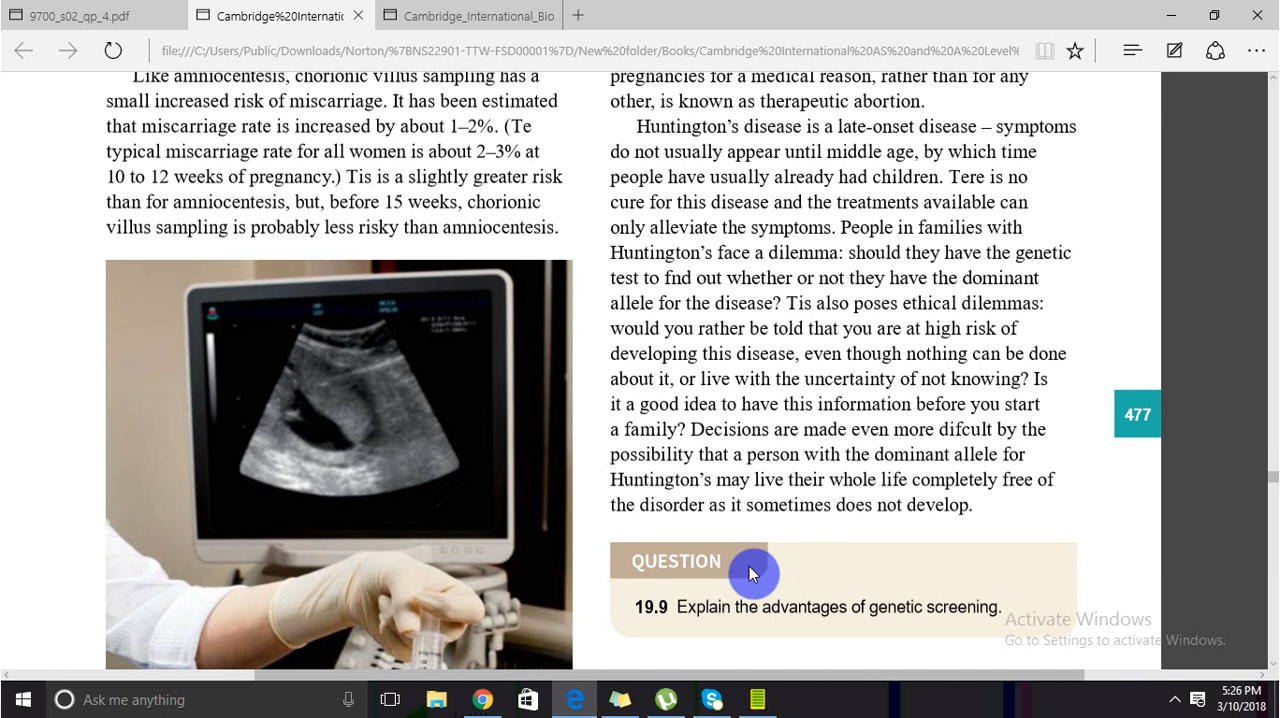 9700_s02_qp_4.pdf
Cambridge%20Internatic
Cambridge_International_Bio
file:///C:/Users/Public/Downloads/Norton/%7BNS22901-TTW-FSD00001%7D/New%20folder/Books/Cambridge%20International%20AS%20and%20A%20Level%
Like amniocentesis, chorionic villus sampling has a
small increased risk of miscarriage. It has been estimated
that miscarriage rate is increased by about 1–2%. (Te
typical miscarriage rate for all women is about 2–3% at
10 to 12 weeks of pregnancy.) Tis is a slightly greater risk
than for amniocentesis, but, before 15 weeks, chorionic
villus sampling is probably less risky than amniocentesis.
pregnancies for a medical reason, rather than for any
other, is known as therapeutic abortion.
Huntington’s disease is a late-onset disease – symptoms
do not usually appear until middle age, by which time
people have usually already had children. Tere is no
cure for this disease and the treatments available can
only alleviate the symptoms. People in families with
Huntington’s face a dilemma: should they have the genetic
test to fnd out whether or not they have the dominant
allele for the disease? Tis also poses ethical dilemmas:
would you rather be told that you are at high risk of
developing this disease, even though nothing can be done
about it, or live with the uncertainty of not knowing? Is
it a good idea to have this information before you start
a family? Decisions are made even more difcult by the
possibility that a person with the dominant allele for
Huntington’s may live their whole life completely free of
the disorder as it sometimes does not develop.
477
QUESTION
19.9 Explain the advantages of genetic screening.
Activate Windows
Go to Settings to activate Windows.
Ask me anything
5:26 PM
3/10/2018